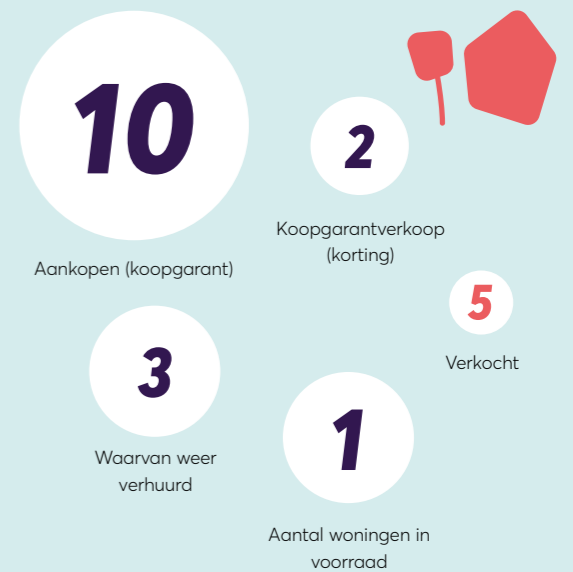 10
Aankopen (koopgarant)
2
Koopgarantverkoop
(korting)
5
Verkocht
3
Waarvan weer
verhuurd
1
Aantal woningen in
voorraad